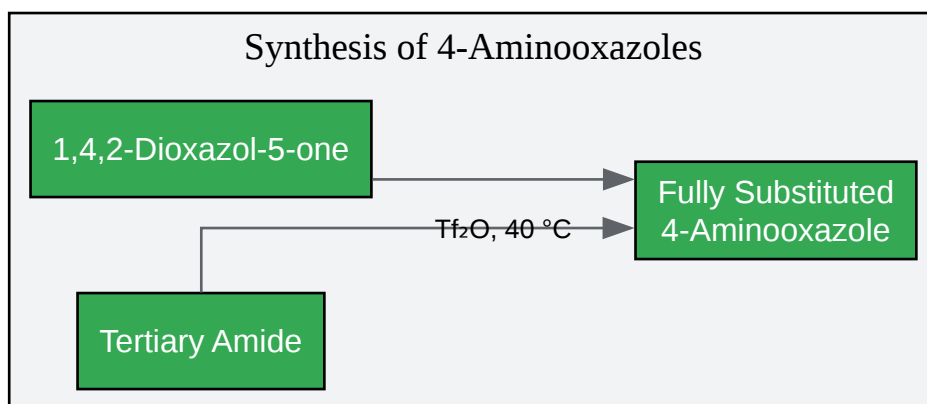 Synthesis of 4-Aminooxazoles
1,4,2-Dioxazol-5-one
Fully Substituted
4-Aminooxazole
Tf₂O, 40 °C
Tertiary Amide